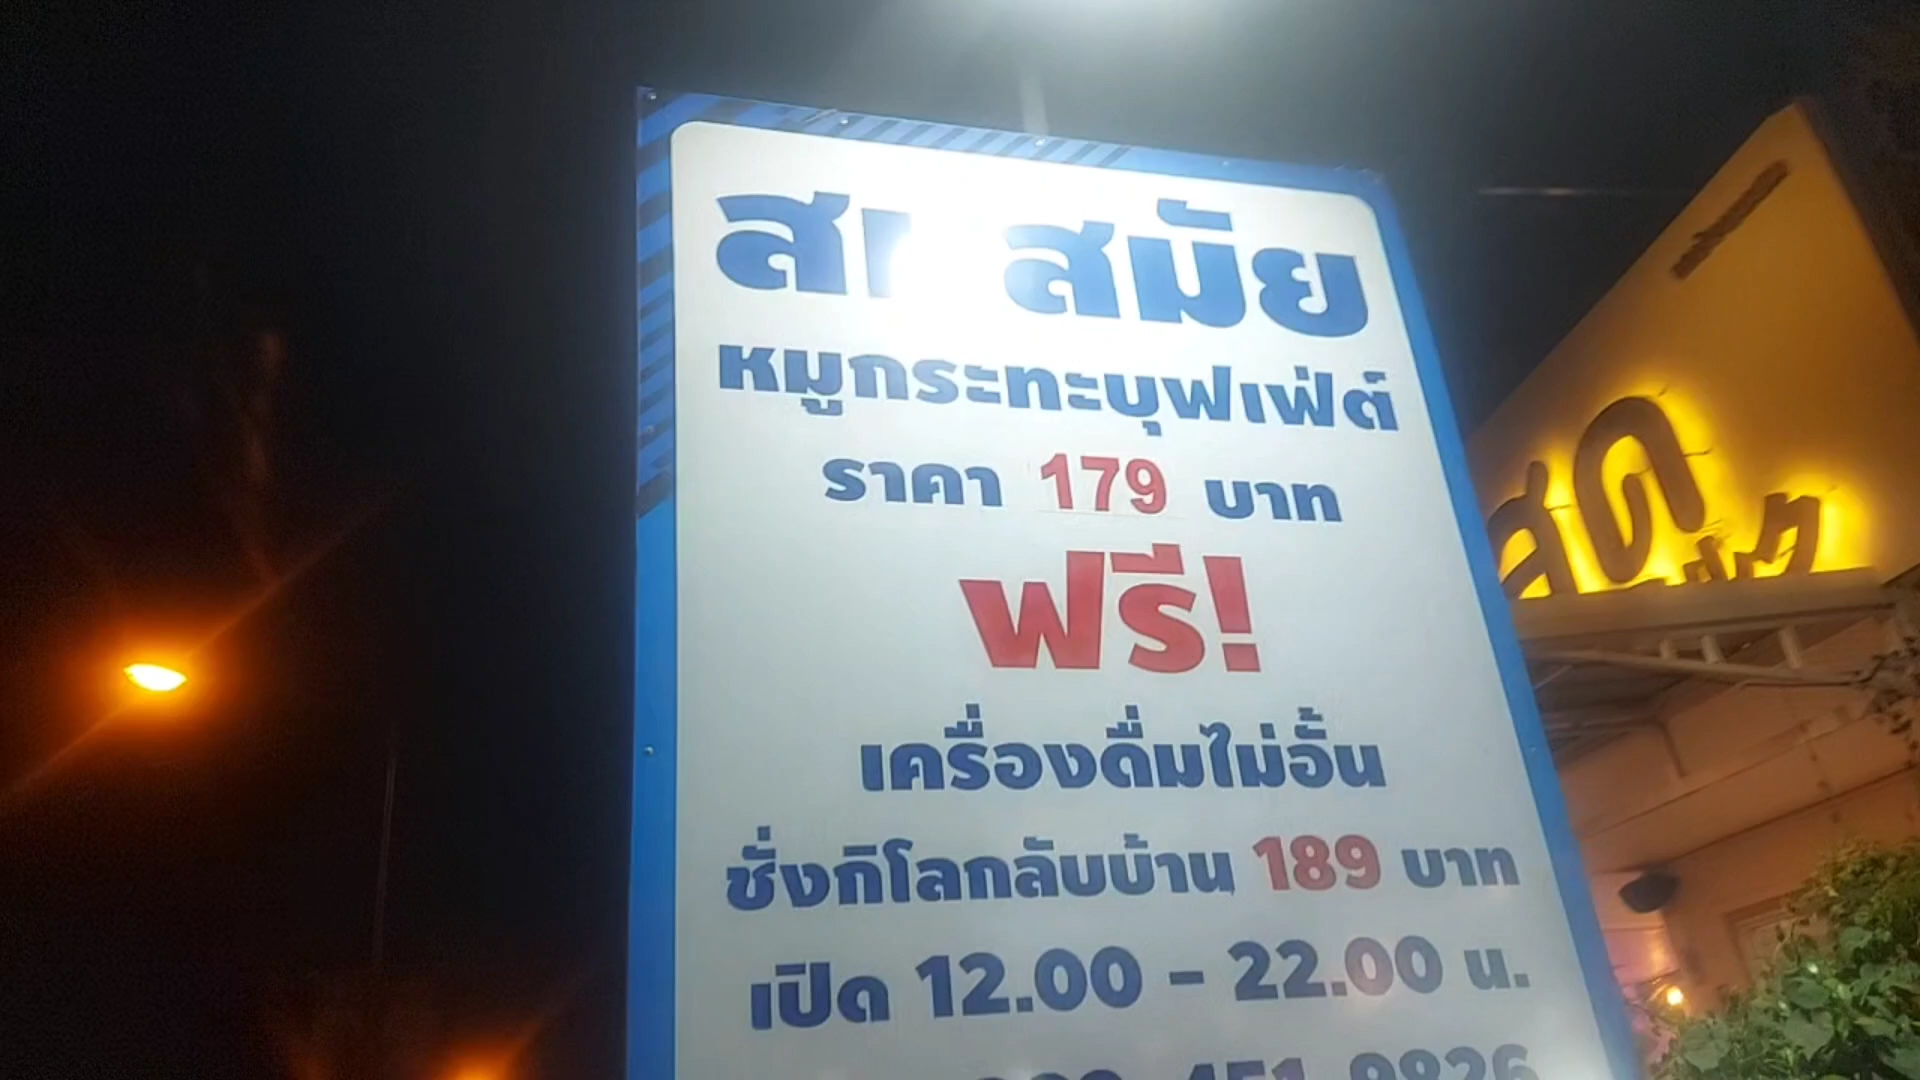 สมัย
หมูกระทะบุฟเฟ่ต์
ราคา 179 บาท
ฟรี!
เครื่องดื่มไม่อั้น
ชั่งกิโลกลับบ้าน 189 บาท
เปิด 12.00 - 22.00 น.
451 9826